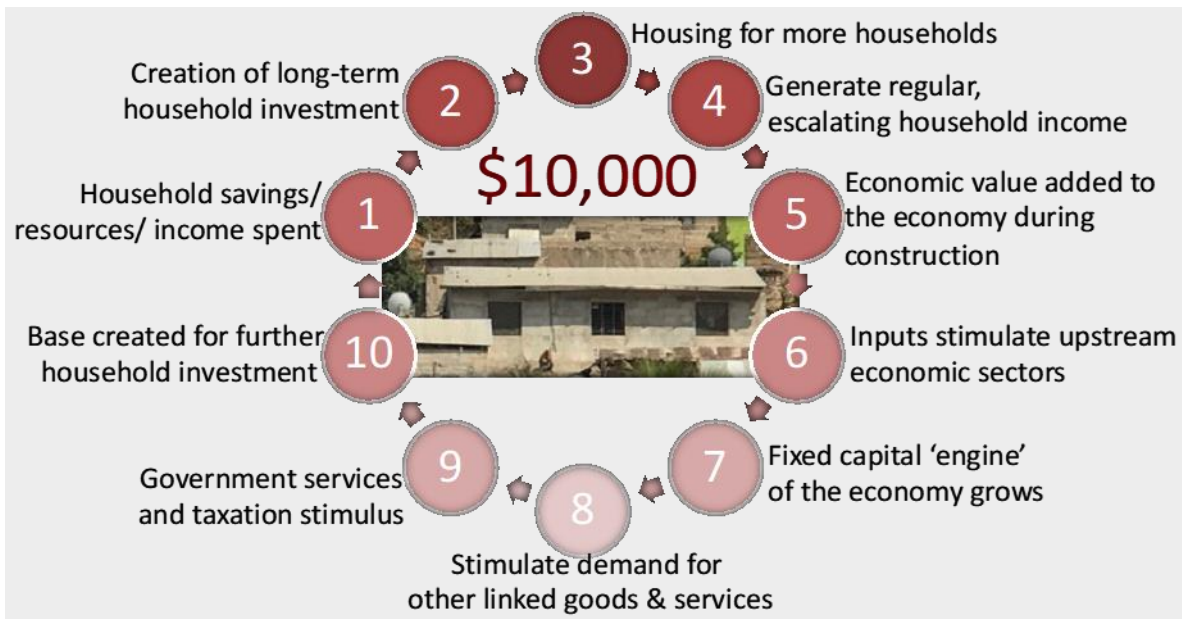 3
Housing for more households
Creation of long-term
household investment
2
4
Generate regular,
escalating household income
$10,000
Household savings/
resources/ income spent
1
5
Economic value added to
the economy during
construction
Base created for further
household investment
10
6
Inputs stimulate upstream
economic sectors
Government services
and taxation stimulus
9
7
Fixed capital ‘engine’
of the economy grows
8
Stimulate demand for
other linked goods & services